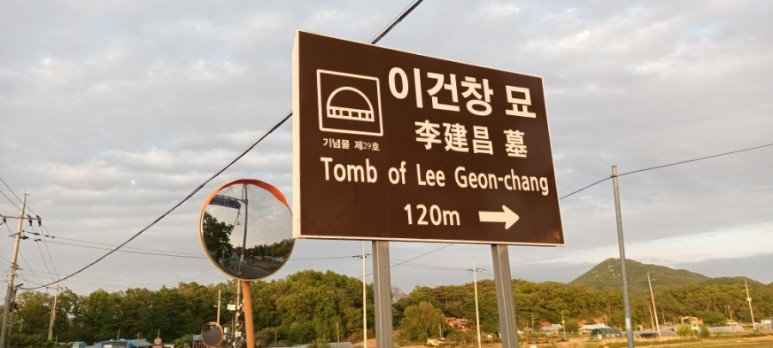 이건창 묘
李建昌 墓
기념물 제29호
Tomb of Lee Geon-chang
120m →